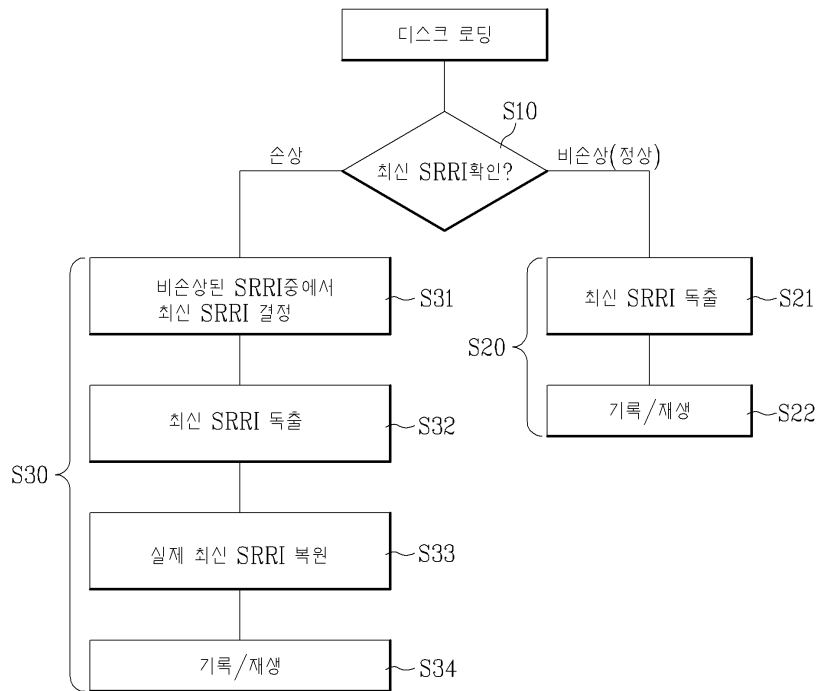 디스크 로딩
S10
손상
최신 SRRI확인?
비손상(정상)
비손상된 SRRI중에서
최신 SRRI 결정
S31
최신 SRRI 독출
S21
S20
최신 SRRI 독출
S32
기록/재생
S22
S30
실제 최신 SRRI 복원
S33
기록/재생
S34